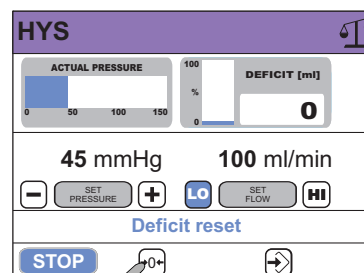 HYS
ACTUAL PRESSURE
0 50 100 150
100
%
0
DEFICIT [ml]
0
45 mmHg
100 ml/min
− SET PRESSURE +
LO SET FLOW HI
Deficit reset
STOP
→0←